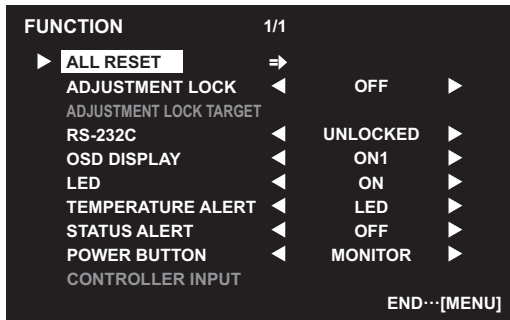 FUNCTION 1/1
ALL RESET
ADJUSTMENT LOCK OFF
ADJUSTMENT LOCK TARGET
RS-232C UNLOCKED
OSD DISPLAY ON1
LED ON
TEMPERATURE ALERT LED
STATUS ALERT OFF
POWER BUTTON MONITOR
CONTROLLER INPUT
END···[MENU]